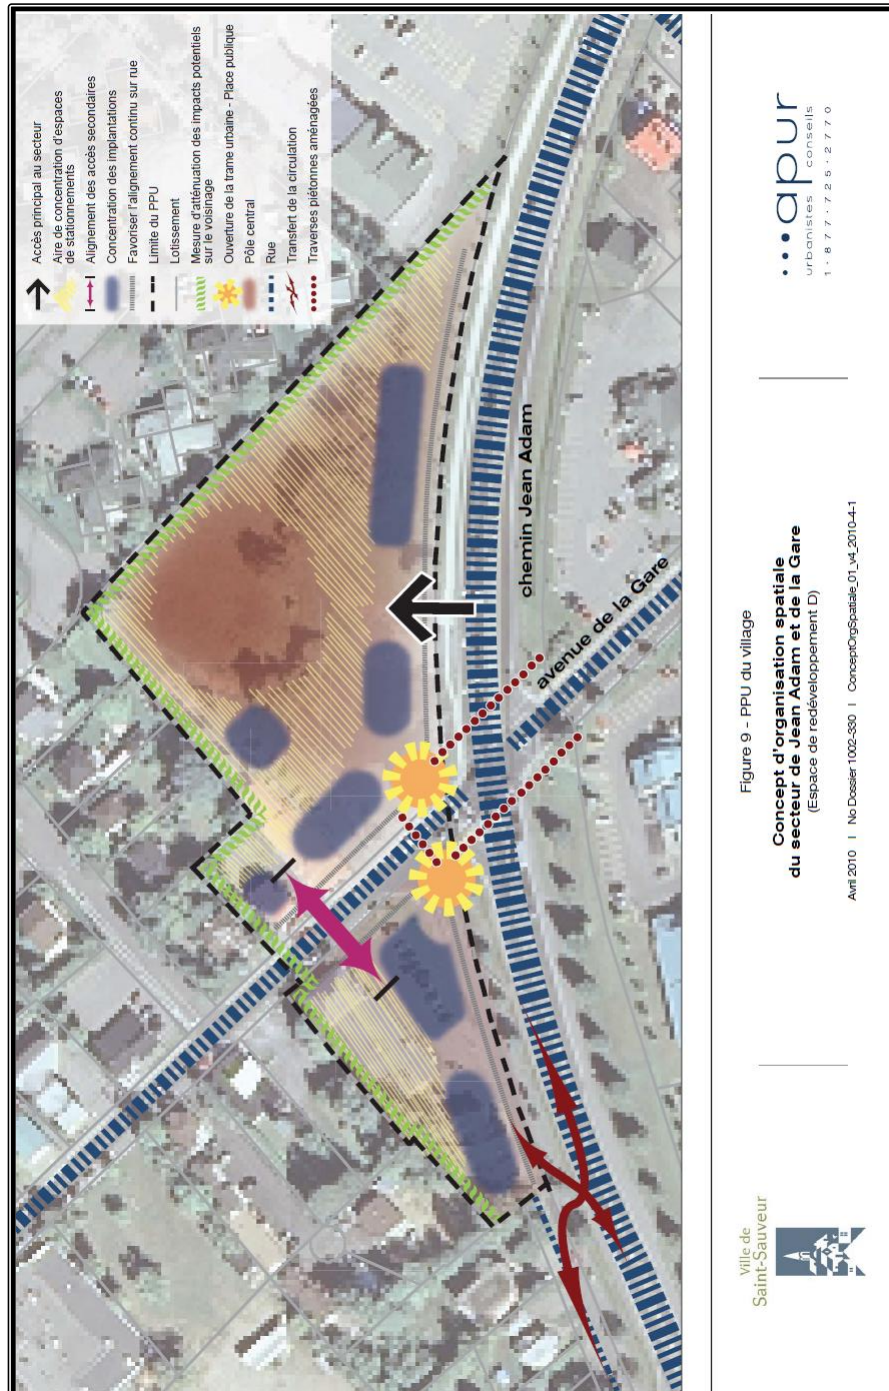 Accès principal au secteur
Aire de concentration d'espaces
de stationnements
Alignement des accès secondaires
Concentration des implantations
Favoriser l'alignement continu sur rue
Limite du PPU
Lotissement
Mesure d'atténuation des impacts potentiels
sur le voisinage
Ouverture de la trame urbaine - Place publique
Pôle central
Rue
Transfert de la circulation
Traverses piétonnes aménagées
chemin Jean Adam
avenue de la Gare
Ville de
Saint-Sauveur
Figure 9 - PPU du village
Concept d'organisation spatiale
du secteur de Jean Adam et de la Gare
(Espace de redéveloppement D)
Avril 2010 | No Dossier 1002-330 | ConceptOrgSpatiale_01_v4_2010-4-1
apur
urbanistes conseils
1 · 877 · 725 · 2770